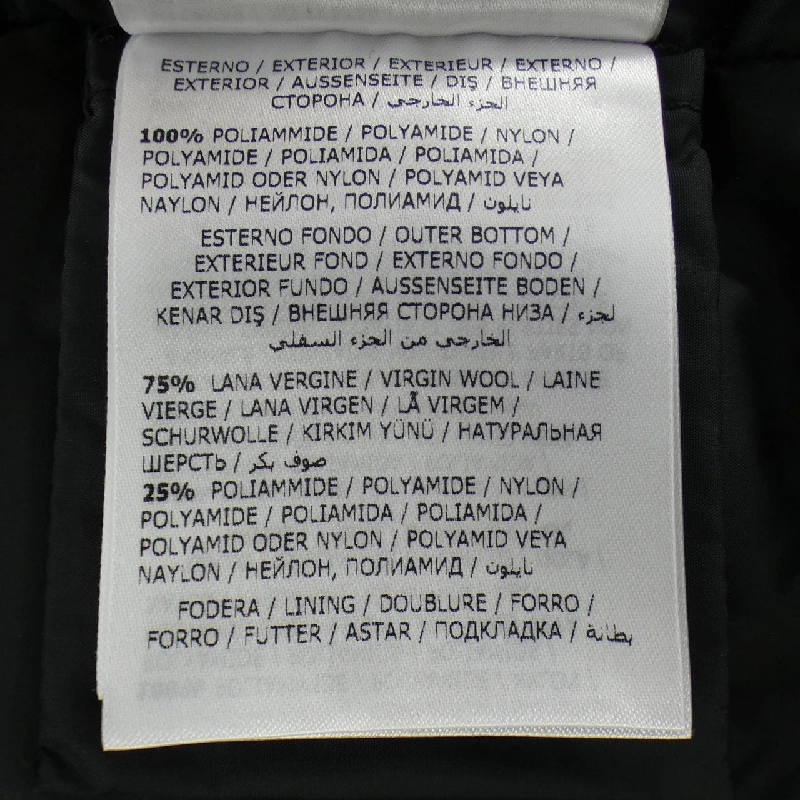 ESTERNO / EXTERIOR / EXTERIEUR / EXTERNO /
EXTERIOR / AUSSENSEITE / DIŞ / ВНЕШНЯЯ
СТОРОНА / الجزء الخارجي
100% POLIAMMIDE / POLYAMIDE / NYLON /
POLYAMIDE / POLIAMIDA / POLIAMIDA /
POLYAMID ODER NYLON / POLYAMID VEYA
NAYLON / НЕЙЛОН, ПОЛИАМИД / نايلون
ESTERNO FONDO / OUTER BOTTOM /
EXTERIEUR FOND / EXTERNO FONDO /
EXTERIOR FUNDO / AUSSENSEITE BODEN /
KENAR DIŞ / ВНЕШНЯЯ СТОРОНА НИЗА / لجزء
الخارجي من الجزء السفلي
75% LANA VERGINE / VIRGIN WOOL / LAINE
VIERGE / LANA VIRGEN / LÃ VIRGEM /
SCHURWOLLE / KIRKIM YÜNÜ / НАТУРАЛЬНАЯ
ШЕРСТЬ / صوف بكر
25% POLIAMMIDE / POLYAMIDE / NYLON /
POLYAMIDE / POLIAMIDA / POLIAMIDA /
POLYAMID ODER NYLON / POLYAMID VEYA
NAYLON / НЕЙЛОН, ПОЛИАМИД / نايلون
FODERA / LINING / DOUBLURE / FORRO /
FORRO / FUTTER / ASTAR / ПОДКЛАДКА / بطانة